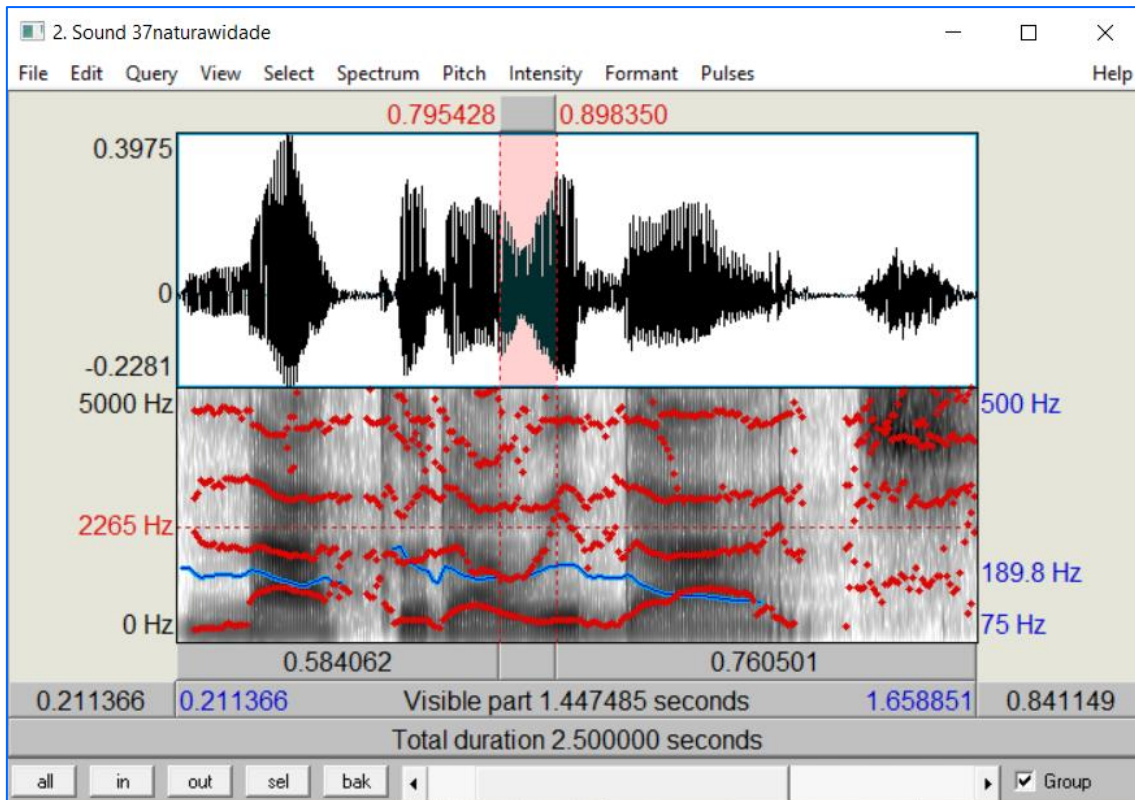 2. Sound 37naturawidade
File Edit Query View Select Spectrum Pitch Intensity Formant Pulses Help
0.795428 0.898350
0.3975
0
-0.2281
5000 Hz 500 Hz
2265 Hz
189.8 Hz
0 Hz 75 Hz
0.584062 0.760501
0.211366 0.211366 Visible part 1.447485 seconds 1.658851 0.841149
Total duration 2.500000 seconds
all in out sel bak Group